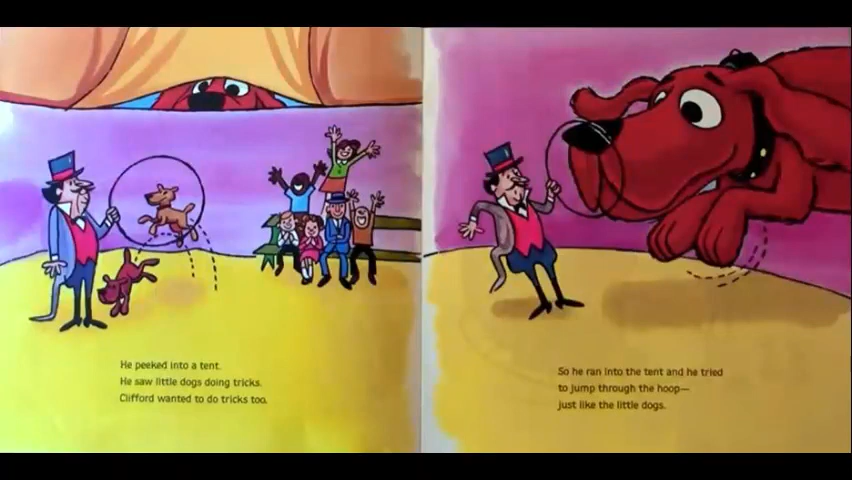 He peeked into a tent.
He saw little dogs doing tricks.
Clifford wanted to do tricks too.
So he ran into the tent and he tried
to jump through the hoop—
just like the little dogs.